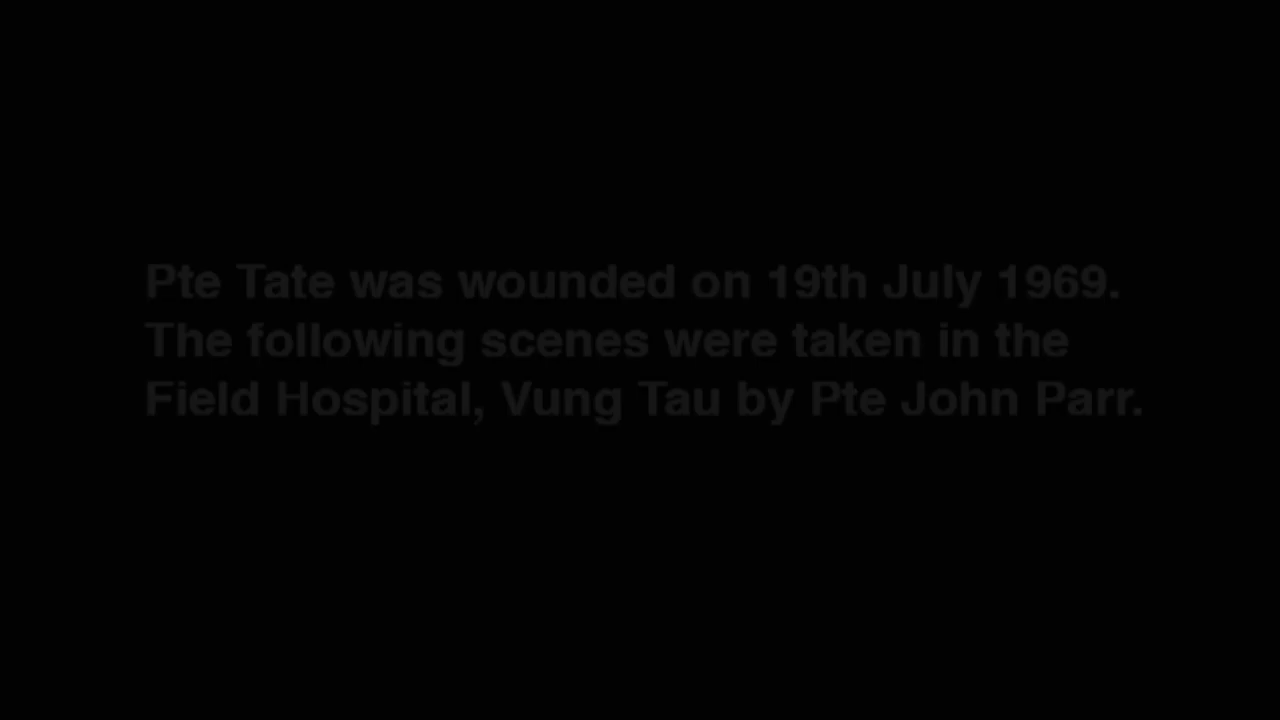 Pte Tate was wounded on 19th July 1969.
The following scenes were taken in the
Field Hospital, Vung Tau by Pte John Parr.